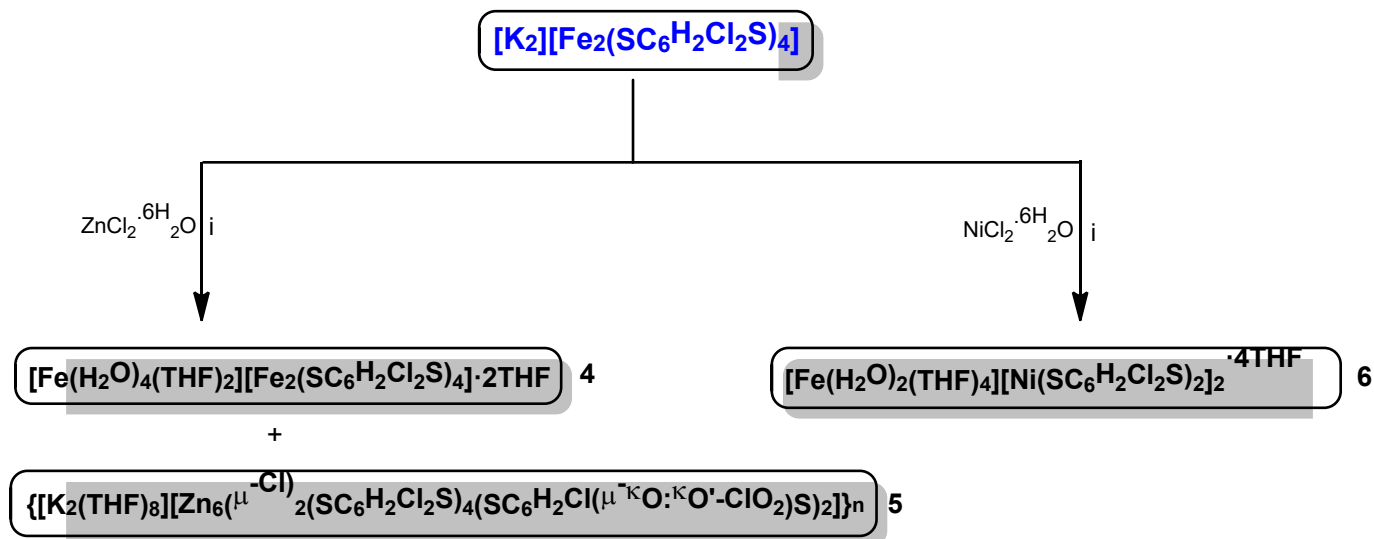 [K₂][Fe₂(SC₆H₂Cl₂S)₄]
ZnCl₂·6H₂O i
NiCl₂·6H₂O i
[Fe(H₂O)₄(THF)₂][Fe₂(SC₆H₂Cl₂S)₄]·2THF 4
[Fe(H₂O)₂(THF)₄][Ni(SC₆H₂Cl₂S)₂]₂·4THF 6
+
{[K₂(THF)₈][Zn₆(μ-Cl)₂(SC₆H₂Cl₂S)₄(SC₆H₂Cl(μ-κO:κO'-ClO₂)S)₂]}n 5